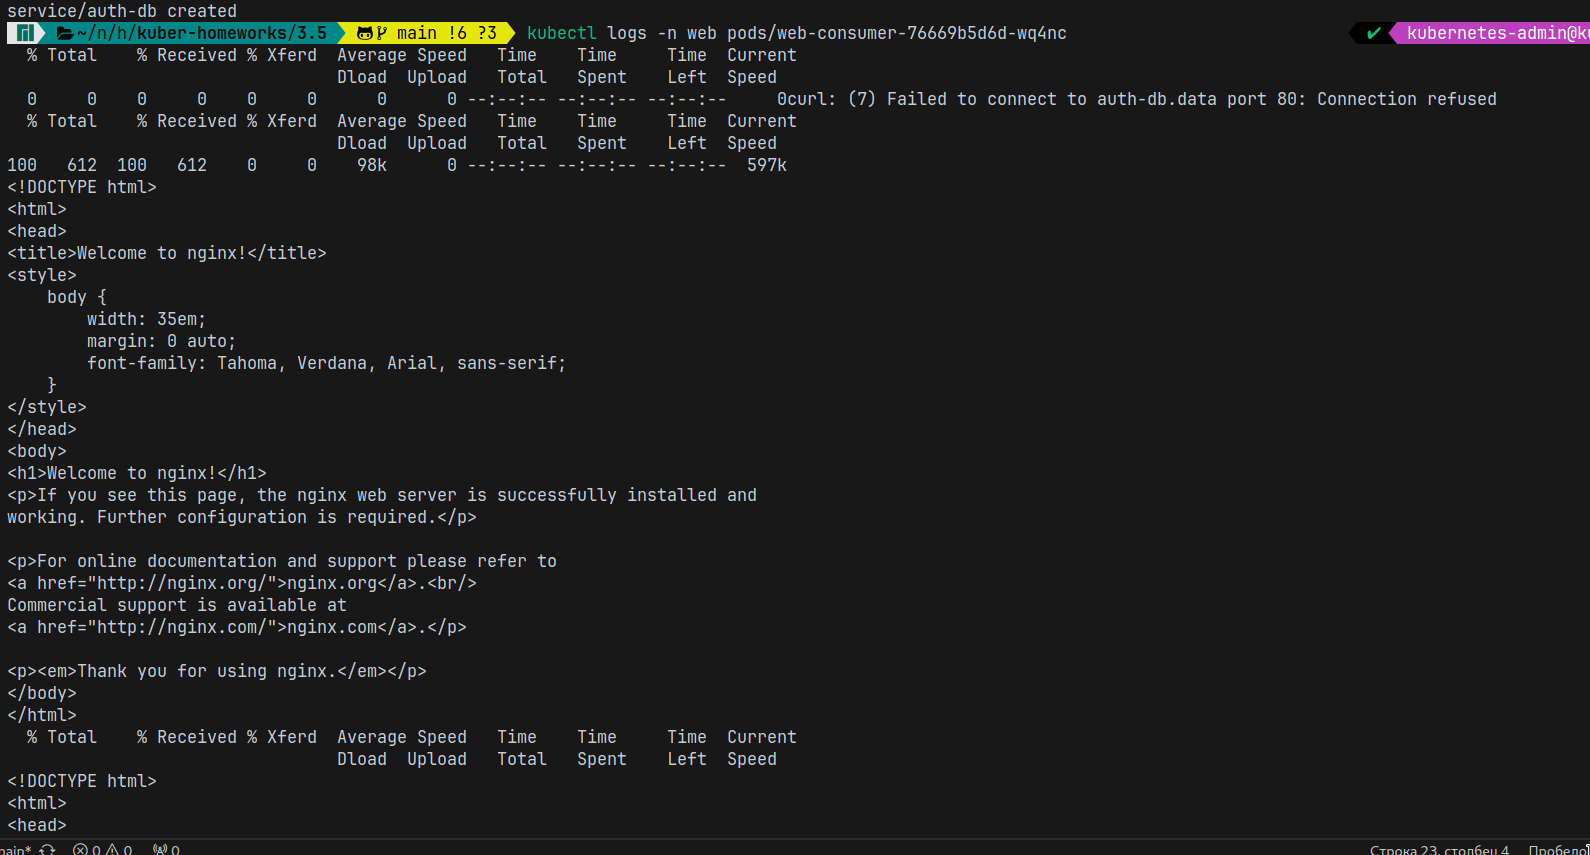 service/auth-db created
~/n/h/kuber-homeworks/3.5 main !6 ?3 kubectl logs -n web pods/web-consumer-76669b5d6d-wq4nc ✔ kubernetes-admin@k
  % Total    % Received % Xferd  Average Speed   Time    Time     Time  Current
                                 Dload  Upload   Total   Spent    Left  Speed
  0     0    0     0    0     0      0      0 --:--:-- --:--:-- --:--:--     0curl: (7) Failed to connect to auth-db.data port 80: Connection refused
  % Total    % Received % Xferd  Average Speed   Time    Time     Time  Current
                                 Dload  Upload   Total   Spent    Left  Speed
100   612  100   612    0     0    98k      0 --:--:-- --:--:-- --:--:--  597k
<!DOCTYPE html>
<html>
<head>
<title>Welcome to nginx!</title>
<style>
    body {
        width: 35em;
        margin: 0 auto;
        font-family: Tahoma, Verdana, Arial, sans-serif;
    }
</style>
</head>
<body>
<h1>Welcome to nginx!</h1>
<p>If you see this page, the nginx web server is successfully installed and
working. Further configuration is required.</p>
<p>For online documentation and support please refer to
<a href="http://nginx.org/">nginx.org</a>.<br/>
Commercial support is available at
<a href="http://nginx.com/">nginx.com</a>.</p>
<p><em>Thank you for using nginx.</em></p>
</body>
</html>
  % Total    % Received % Xferd  Average Speed   Time    Time     Time  Current
                                 Dload  Upload   Total   Spent    Left  Speed
<!DOCTYPE html>
<html>
<head>
main* 0 0 0 Строка 23, столбец 4